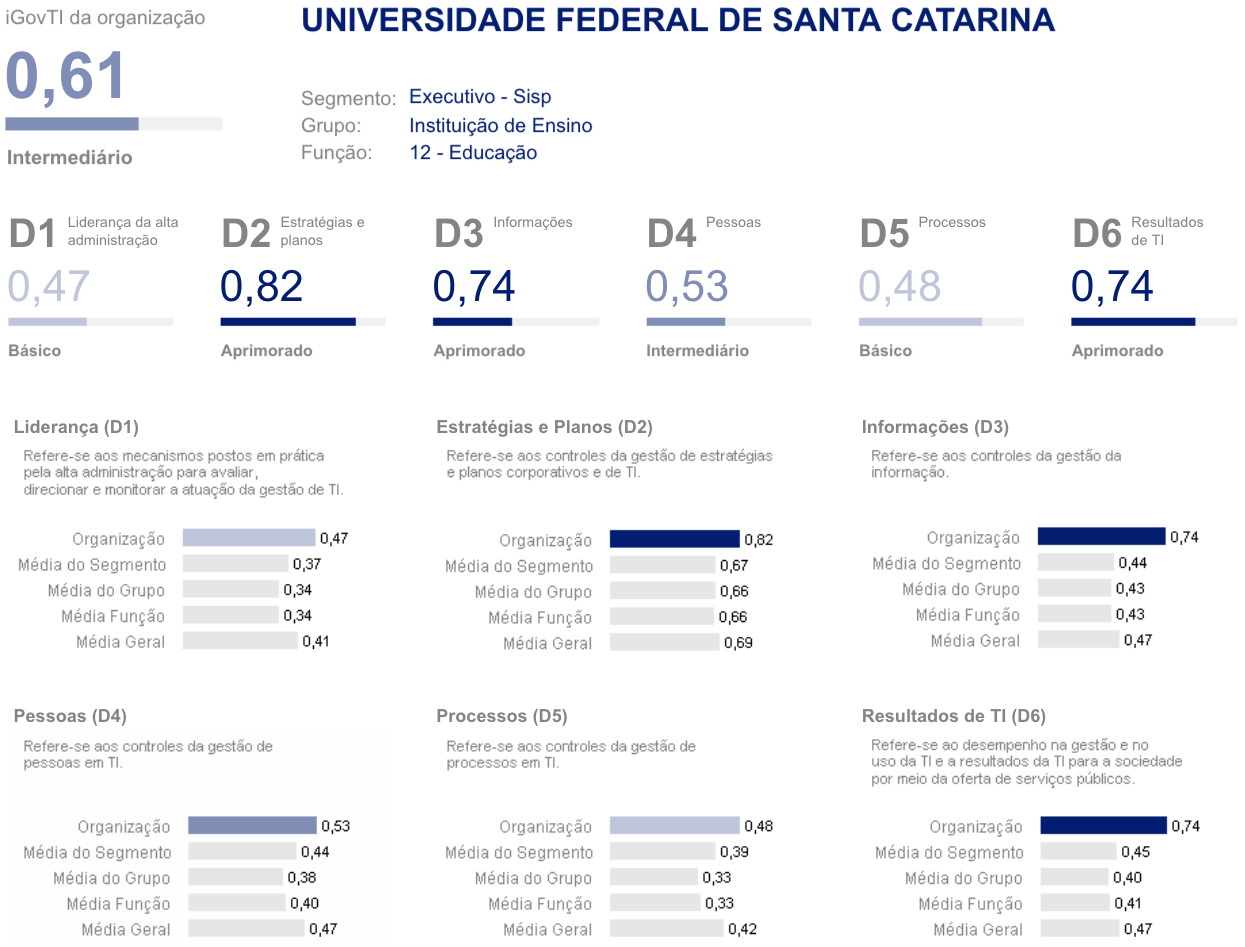 iGovTI da organização
0,61
Intermediário
UNIVERSIDADE FEDERAL DE SANTA CATARINA
Segmento: Executivo - Sisp
Grupo: Instituição de Ensino
Função: 12 - Educação
D1 Liderança da alta
administração
0,47
Básico
D2 Estratégias e
planos
0,82
Aprimorado
D3 Informações
0,74
Aprimorado
D4 Pessoas
0,53
Intermediário
D5 Processos
0,48
Básico
D6 Resultados
de TI
0,74
Aprimorado
Liderança (D1)
Refere-se aos mecanismos postos em prática
pela alta administração para avaliar,
direcionar e monitorar a atuação da gestão de TI.
Organização 0,47
Média do Segmento 0,37
Média do Grupo 0,34
Média Função 0,34
Média Geral 0,41
Estratégias e Planos (D2)
Refere-se aos controles da gestão de estratégias
e planos corporativos e de TI.
Organização 0,82
Média do Segmento 0,67
Média do Grupo 0,66
Média Função 0,66
Média Geral 0,69
Informações (D3)
Refere-se aos controles da gestão da
informação.
Organização 0,74
Média do Segmento 0,44
Média do Grupo 0,43
Média Função 0,43
Média Geral 0,47
Pessoas (D4)
Refere-se aos controles da gestão de
pessoas em TI.
Organização 0,53
Média do Segmento 0,44
Média do Grupo 0,38
Média Função 0,40
Média Geral 0,47
Processos (D5)
Refere-se aos controles da gestão de
processos em TI.
Organização 0,48
Média do Segmento 0,39
Média do Grupo 0,33
Média Função 0,33
Média Geral 0,42
Resultados de TI (D6)
Refere-se ao desempenho na gestão e no
uso da TI e a resultados da TI para a sociedade
por meio da oferta de serviços públicos.
Organização 0,74
Média do Segmento 0,45
Média do Grupo 0,40
Média Função 0,41
Média Geral 0,47